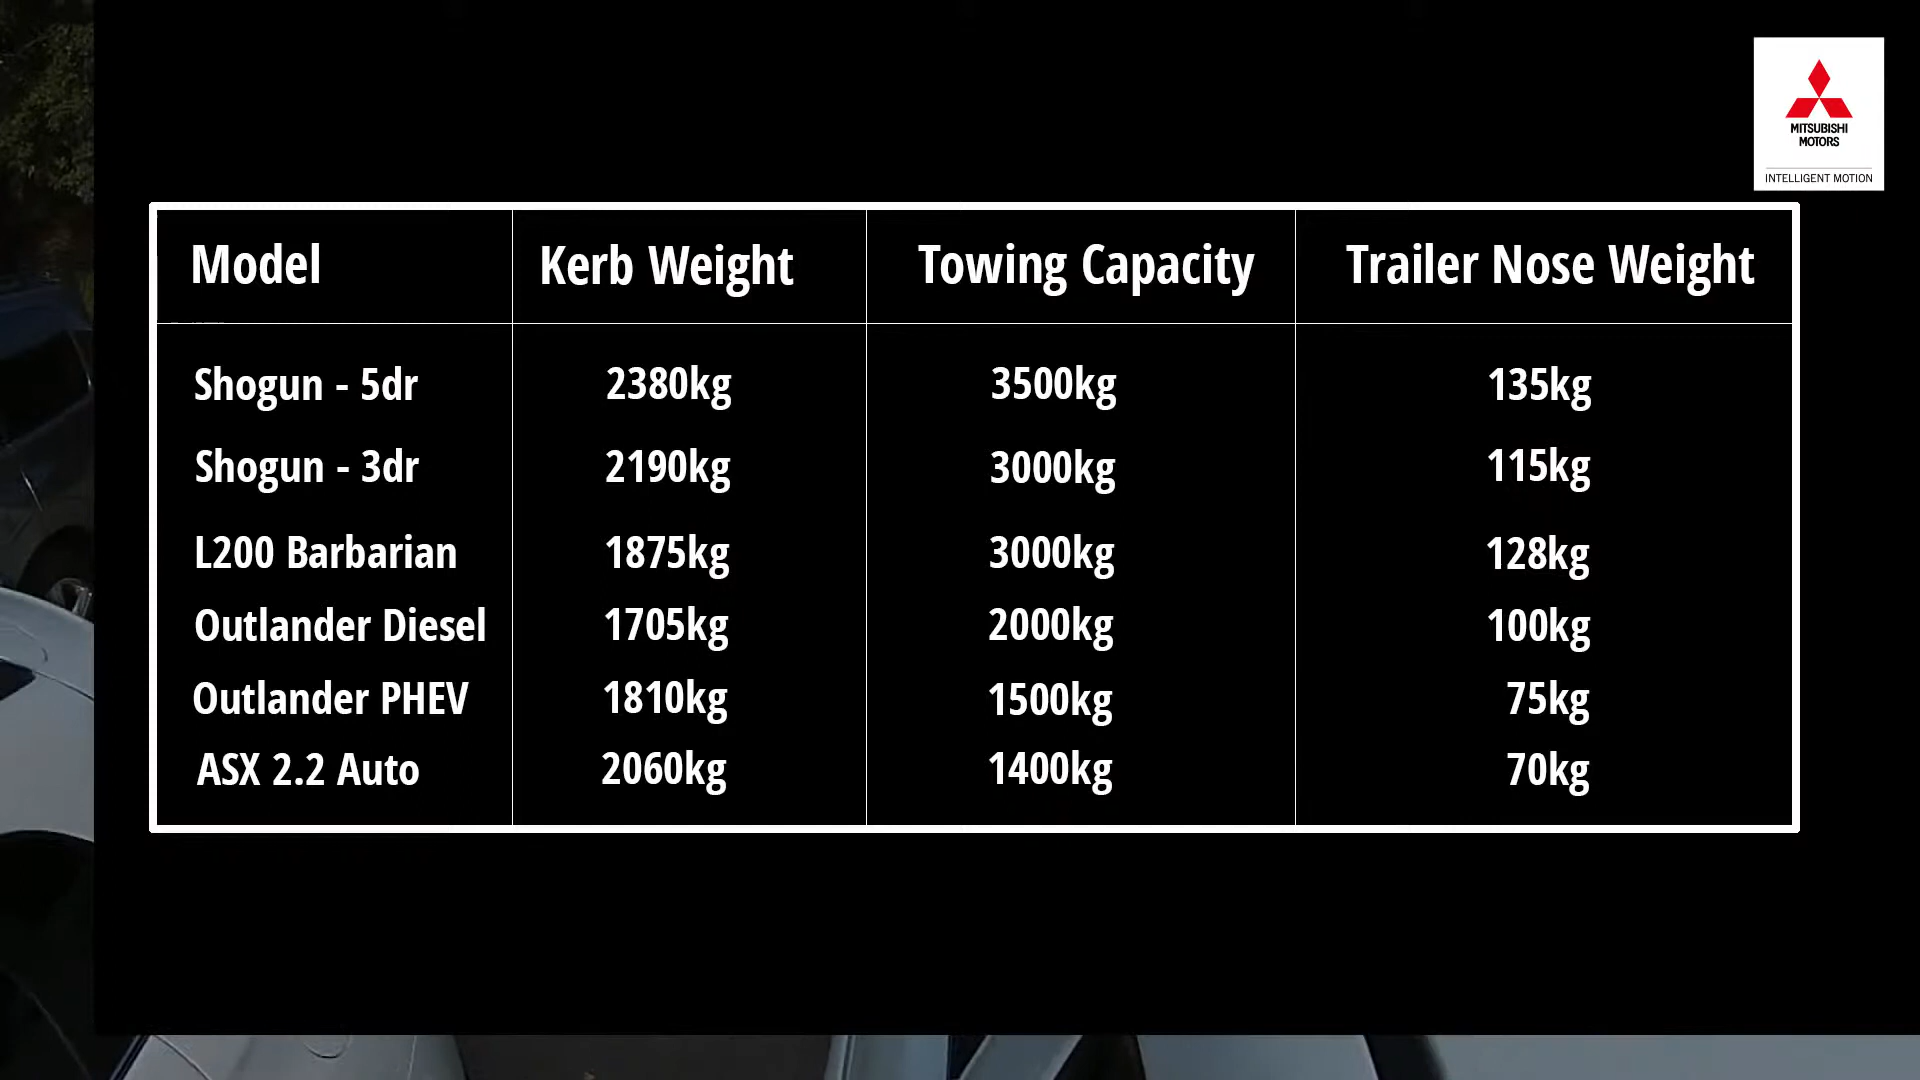 MITSUBISHI
MOTORS
INTELLIGENT MOTION
Model Kerb Weight Towing Capacity Trailer Nose Weight
Shogun - 5dr 2380kg 3500kg 135kg
Shogun - 3dr 2190kg 3000kg 115kg
L200 Barbarian 1875kg 3000kg 128kg
Outlander Diesel 1705kg 2000kg 100kg
Outlander PHEV 1810kg 1500kg 75kg
ASX 2.2 Auto 2060kg 1400kg 70kg